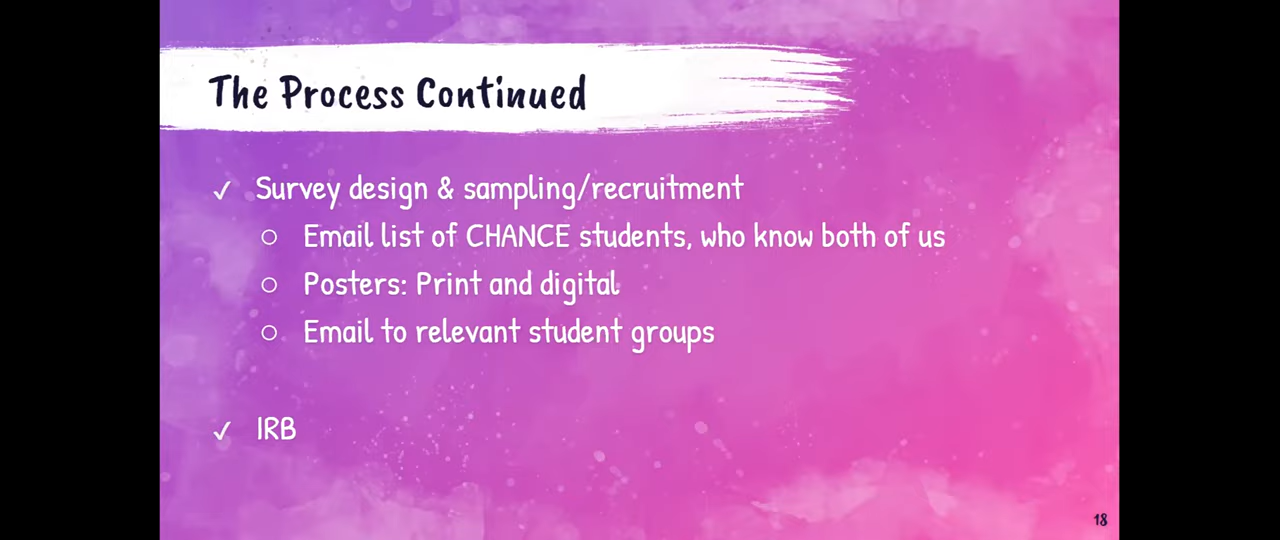 The Process Continued
✓ Survey design & sampling/recruitment
○ Email list of CHANCE students, who know both of us
○ Posters: Print and digital
○ Email to relevant student groups
✓ IRB
18